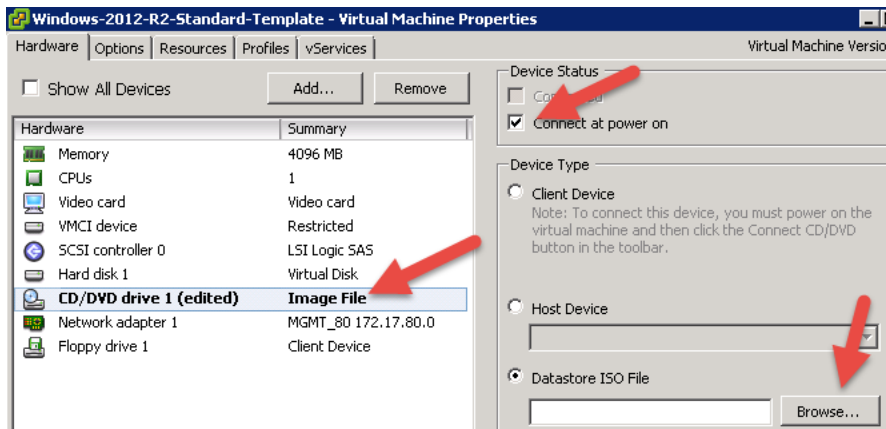 Windows-2012-R2-Standard-Template - Virtual Machine Properties
Hardware Options Resources Profiles vServices
Virtual Machine Versio
Show All Devices
Add... Remove
Hardware Summary
Memory 4096 MB
CPUs 1
Video card Video card
VMCI device Restricted
SCSI controller 0 LSI Logic SAS
Hard disk 1 Virtual Disk
CD/DVD drive 1 (edited) Image File
Network adapter 1 MGMT_80 172.17.80.0
Floppy drive 1 Client Device
Device Status
Connect at power on
Device Type
Client Device
Note: To connect this device, you must power on the
virtual machine and then click the Connect CD/DVD
button in the toolbar.
Host Device
Datastore ISO File
Browse...